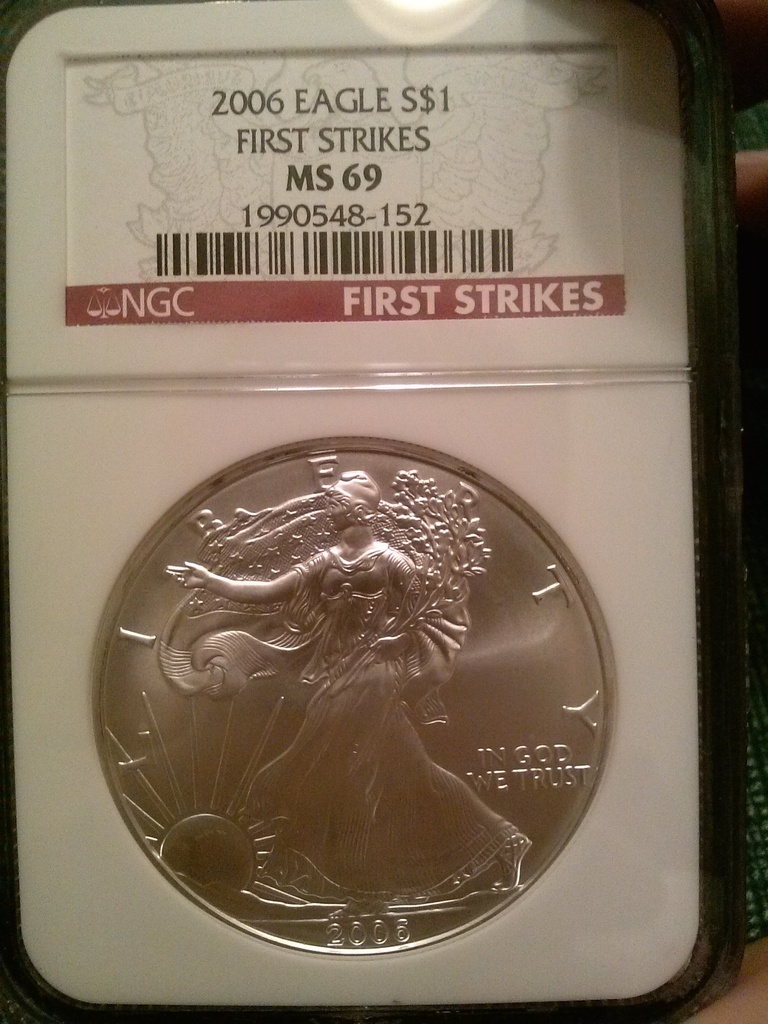 2006 EAGLE S$1
FIRST STRIKES
MS 69
1990548-152
NGC FIRST STRIKES
LIBERTY
IN GOD
WE TRUST
2006